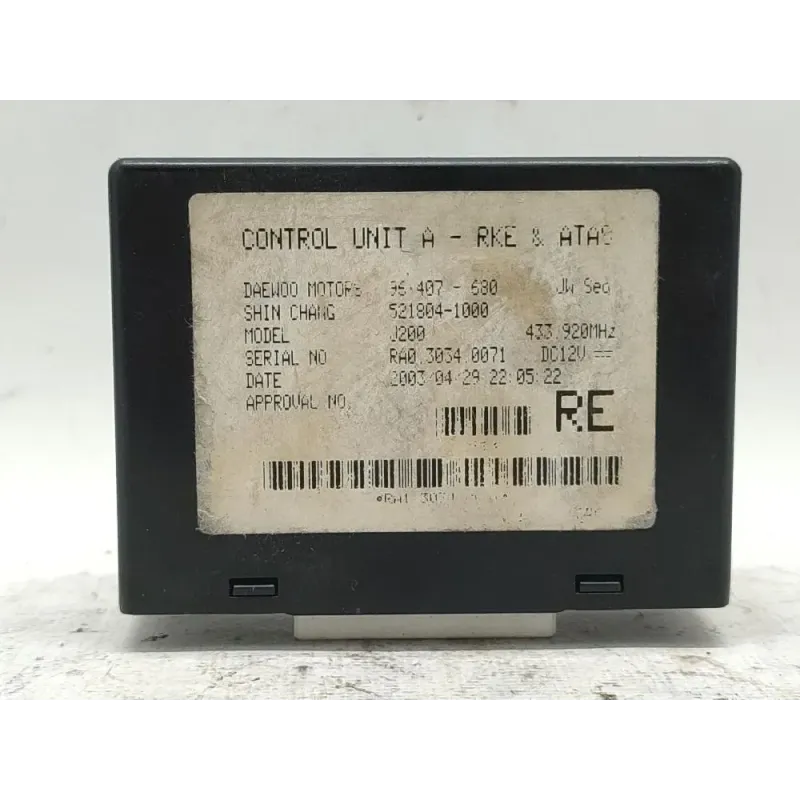 CONTROL UNIT A - RKE & ATAS
DAEWOO MOTORS 96 407 - 680 JW Seo
SHIN CHANG 521804-1000
MODEL J200 433.920MHz
SERIAL NO RA0.3034.0071 DC12V
DATE 2003/04/29 22:05:22
APPROVAL NO.
RE